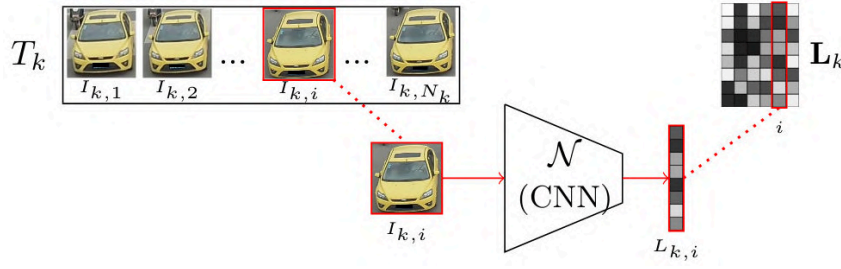 T_k
... ...
I_{k,1} I_{k,2} I_{k,i} I_{k,N_k}
L_k
i
N
(CNN)
I_{k,i}
L_{k,i}